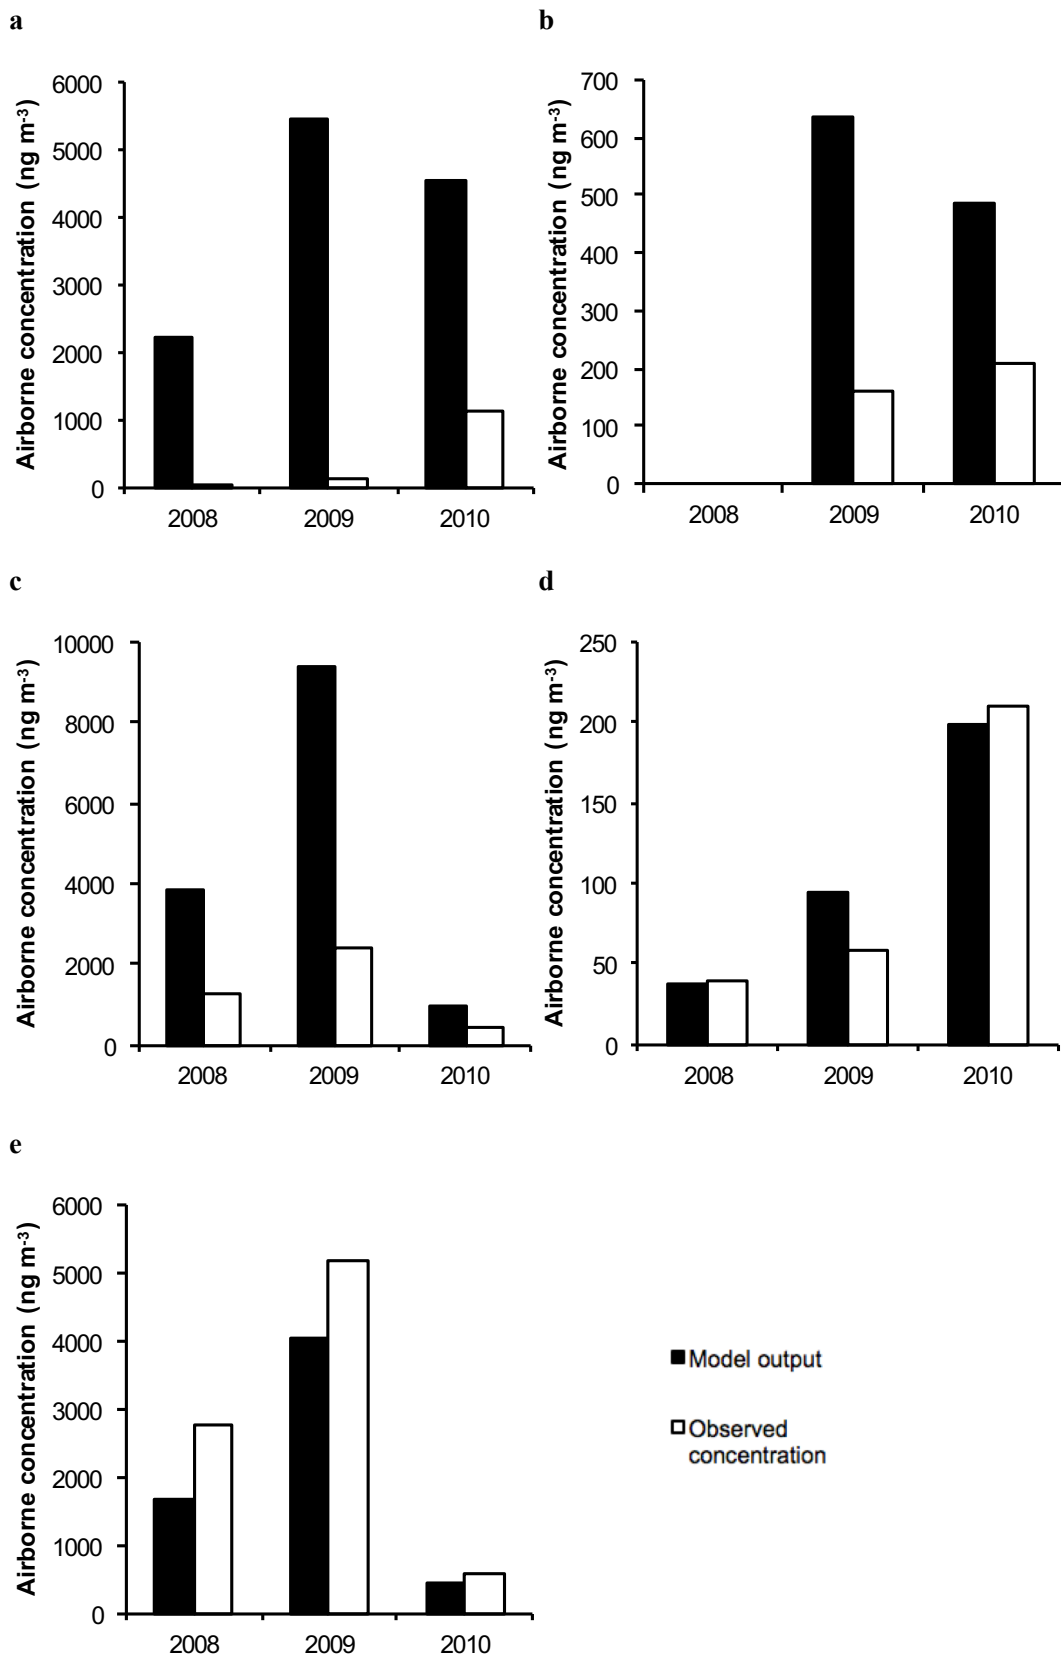 a
Airborne concentration (ng m-3)
6000
5000
4000
3000
2000
1000
0
2008 2009 2010
b
Airborne concentration (ng m-3)
700
600
500
400
300
200
100
0
2008 2009 2010
c
Airborne concentration (ng m-3)
10000
8000
6000
4000
2000
0
2008 2009 2010
d
Airborne concentration (ng m-3)
250
200
150
100
50
0
2008 2009 2010
e
Airborne concentration (ng m-3)
6000
5000
4000
3000
2000
1000
0
2008 2009 2010
Model output
Observed
concentration